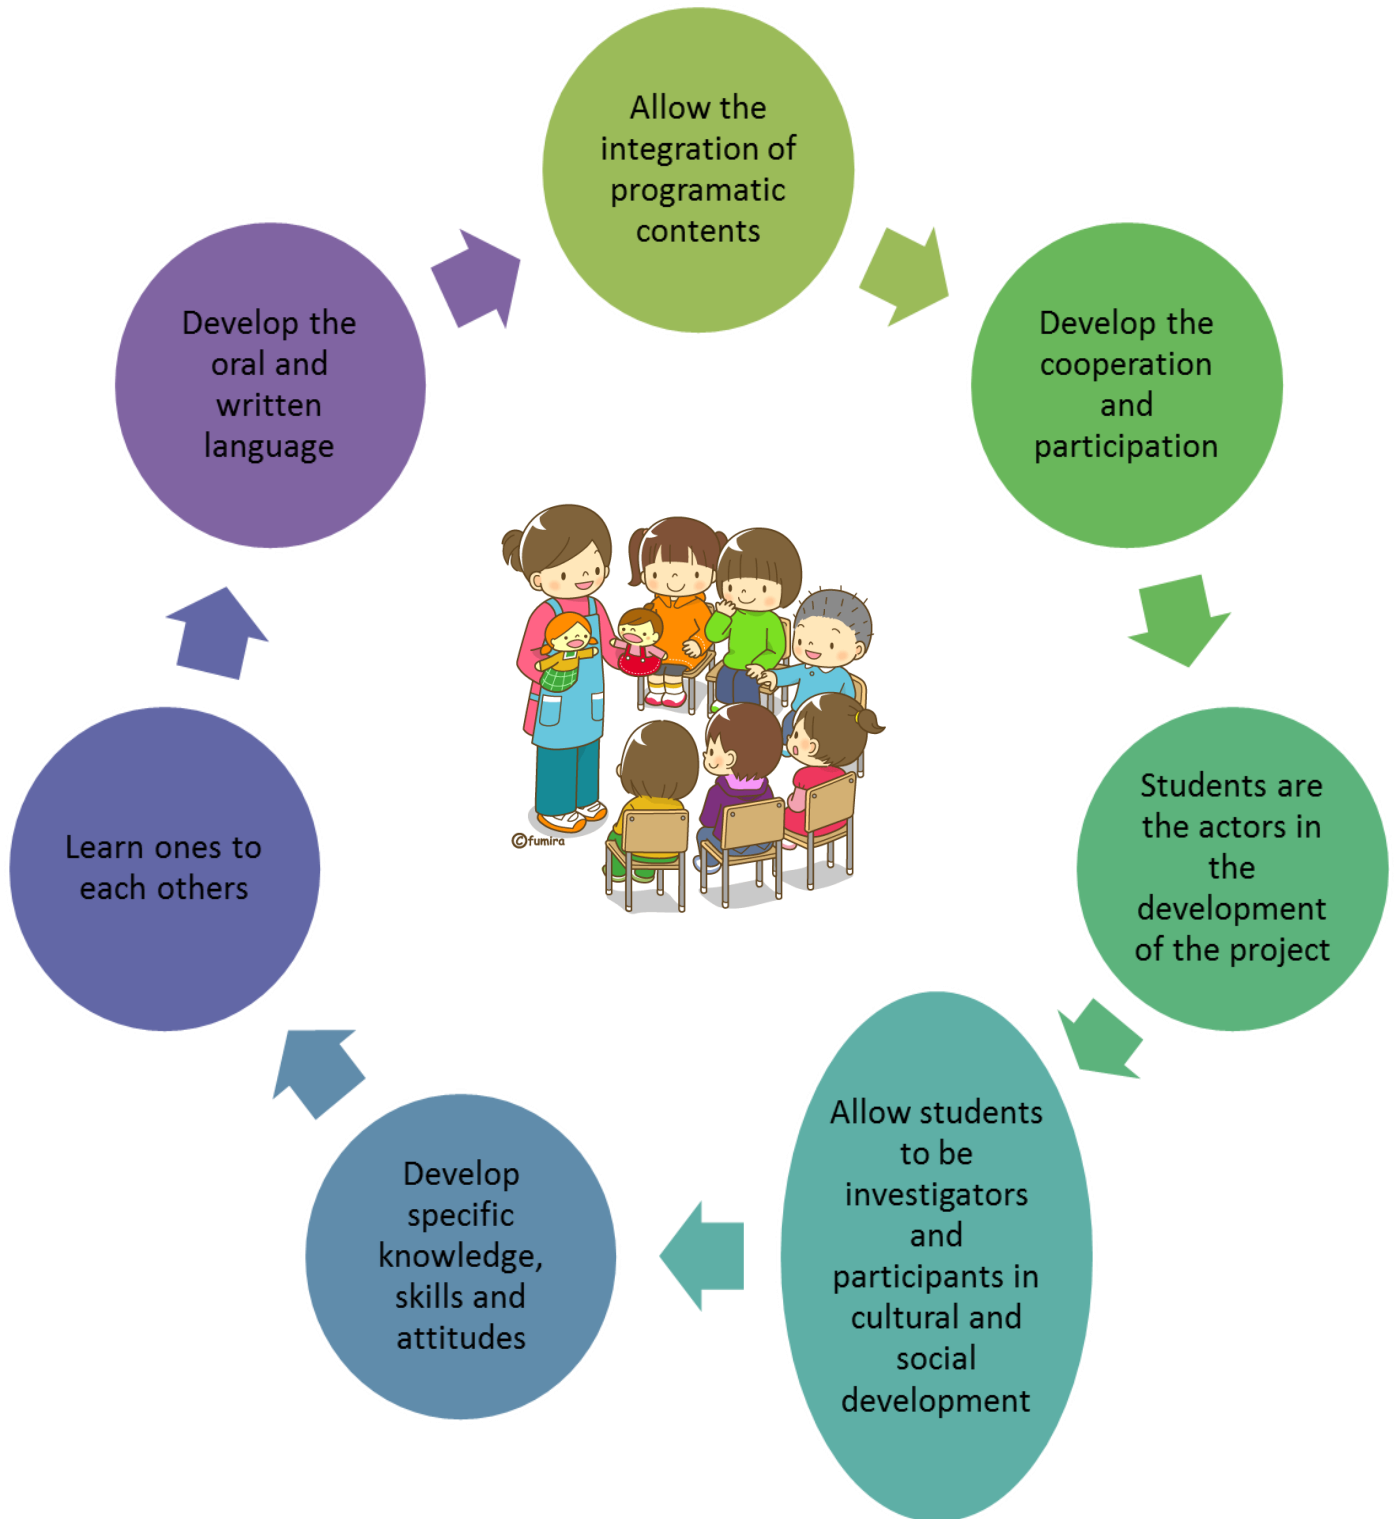 Allow the
integration of
programatic
contents
Develop the
cooperation
and
participation
Students are
the actors in
the
development
of the project
Allow students
to be
investigators
and
participants in
cultural and
social
development
Develop
specific
knowledge,
skills and
attitudes
Learn ones to
each others
Develop the
oral and
written
language
©fumira